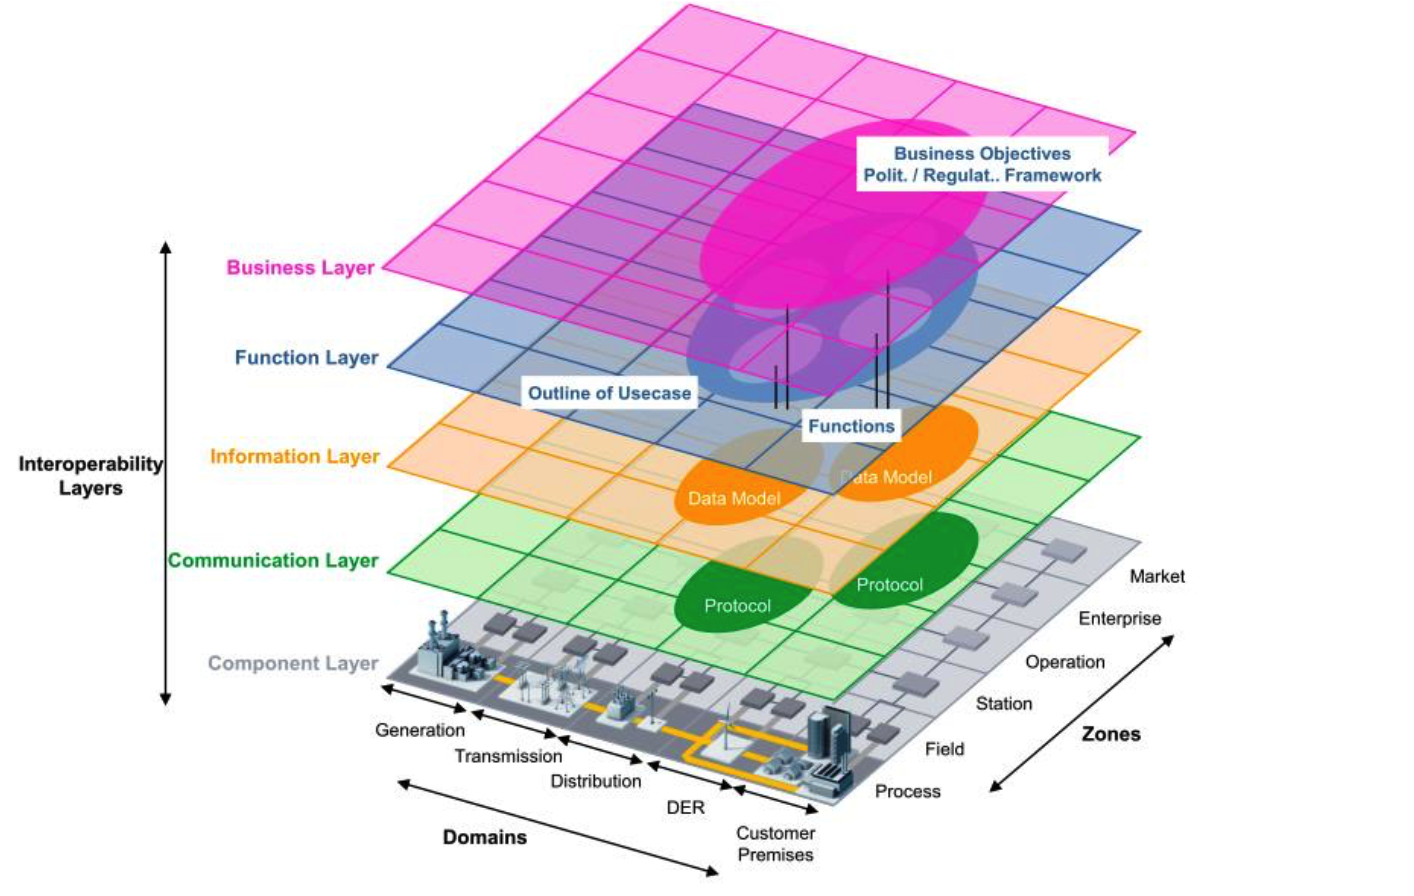 Business Objectives
Polit. / Regulat.. Framework
Business Layer
Function Layer
Outline of Usecase
Functions
Information Layer
Data Model
Data Model
Interoperability
Layers
Communication Layer
Protocol
Protocol
Component Layer
Market
Enterprise
Operation
Station
Field
Process
Zones
Generation
Transmission
Distribution
DER
Customer
Premises
Domains